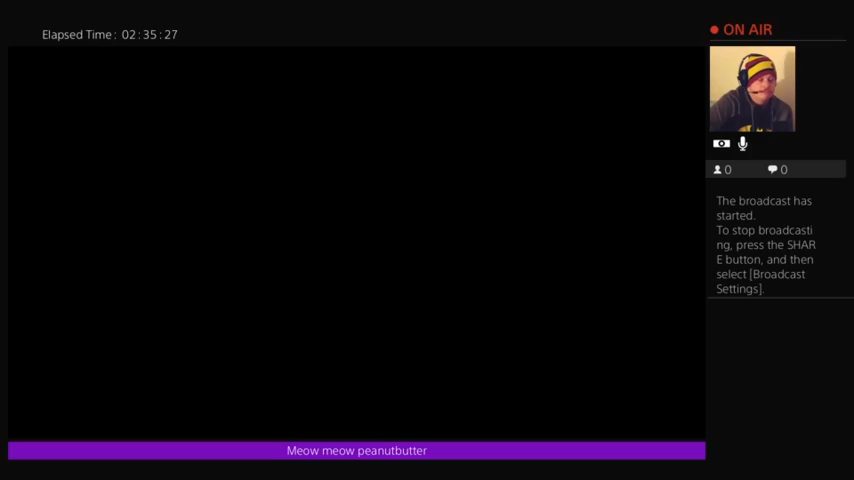 Elapsed Time: 02:35:27
ON AIR
0 0
The broadcast has
started.
To stop broadcasti
ng, press the SHAR
E button, and then
select [Broadcast
Settings].
Meow meow peanutbutter